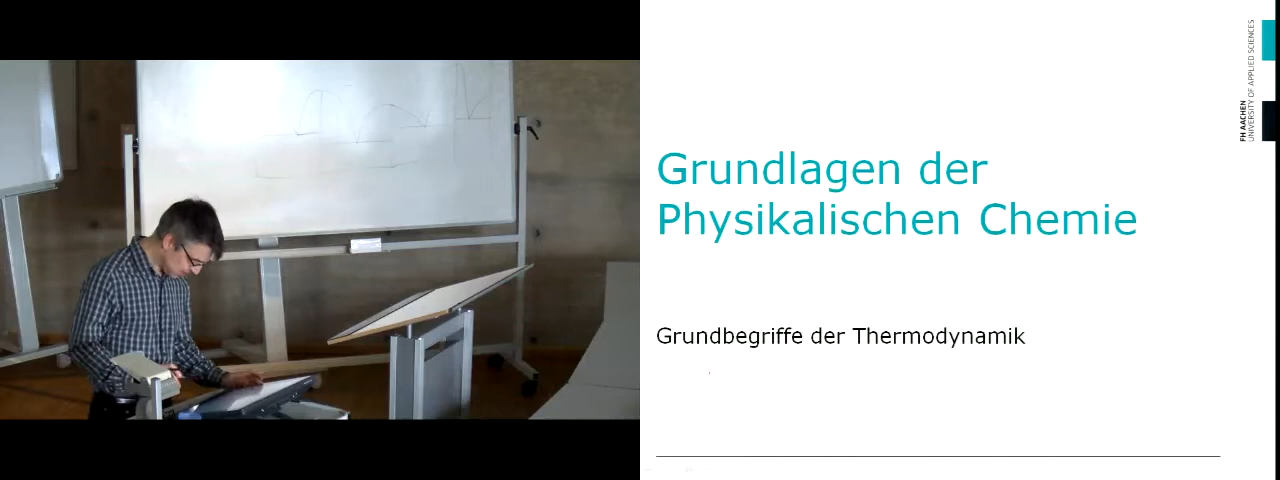 Grundlagen der
Physikalischen Chemie
Grundbegriffe der Thermodynamik
FH AACHEN
UNIVERSITY OF APPLIED SCIENCES